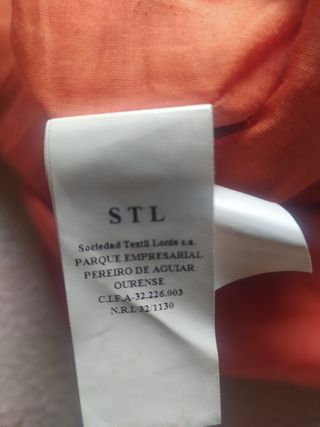 STL
Sociedad Textil Lonia s.a.
PARQUE EMPRESARIAL
PEREIRO DE AGUIAR
OURENSE
C.I.F.A-32.226.003
N.R.I. 32/1130